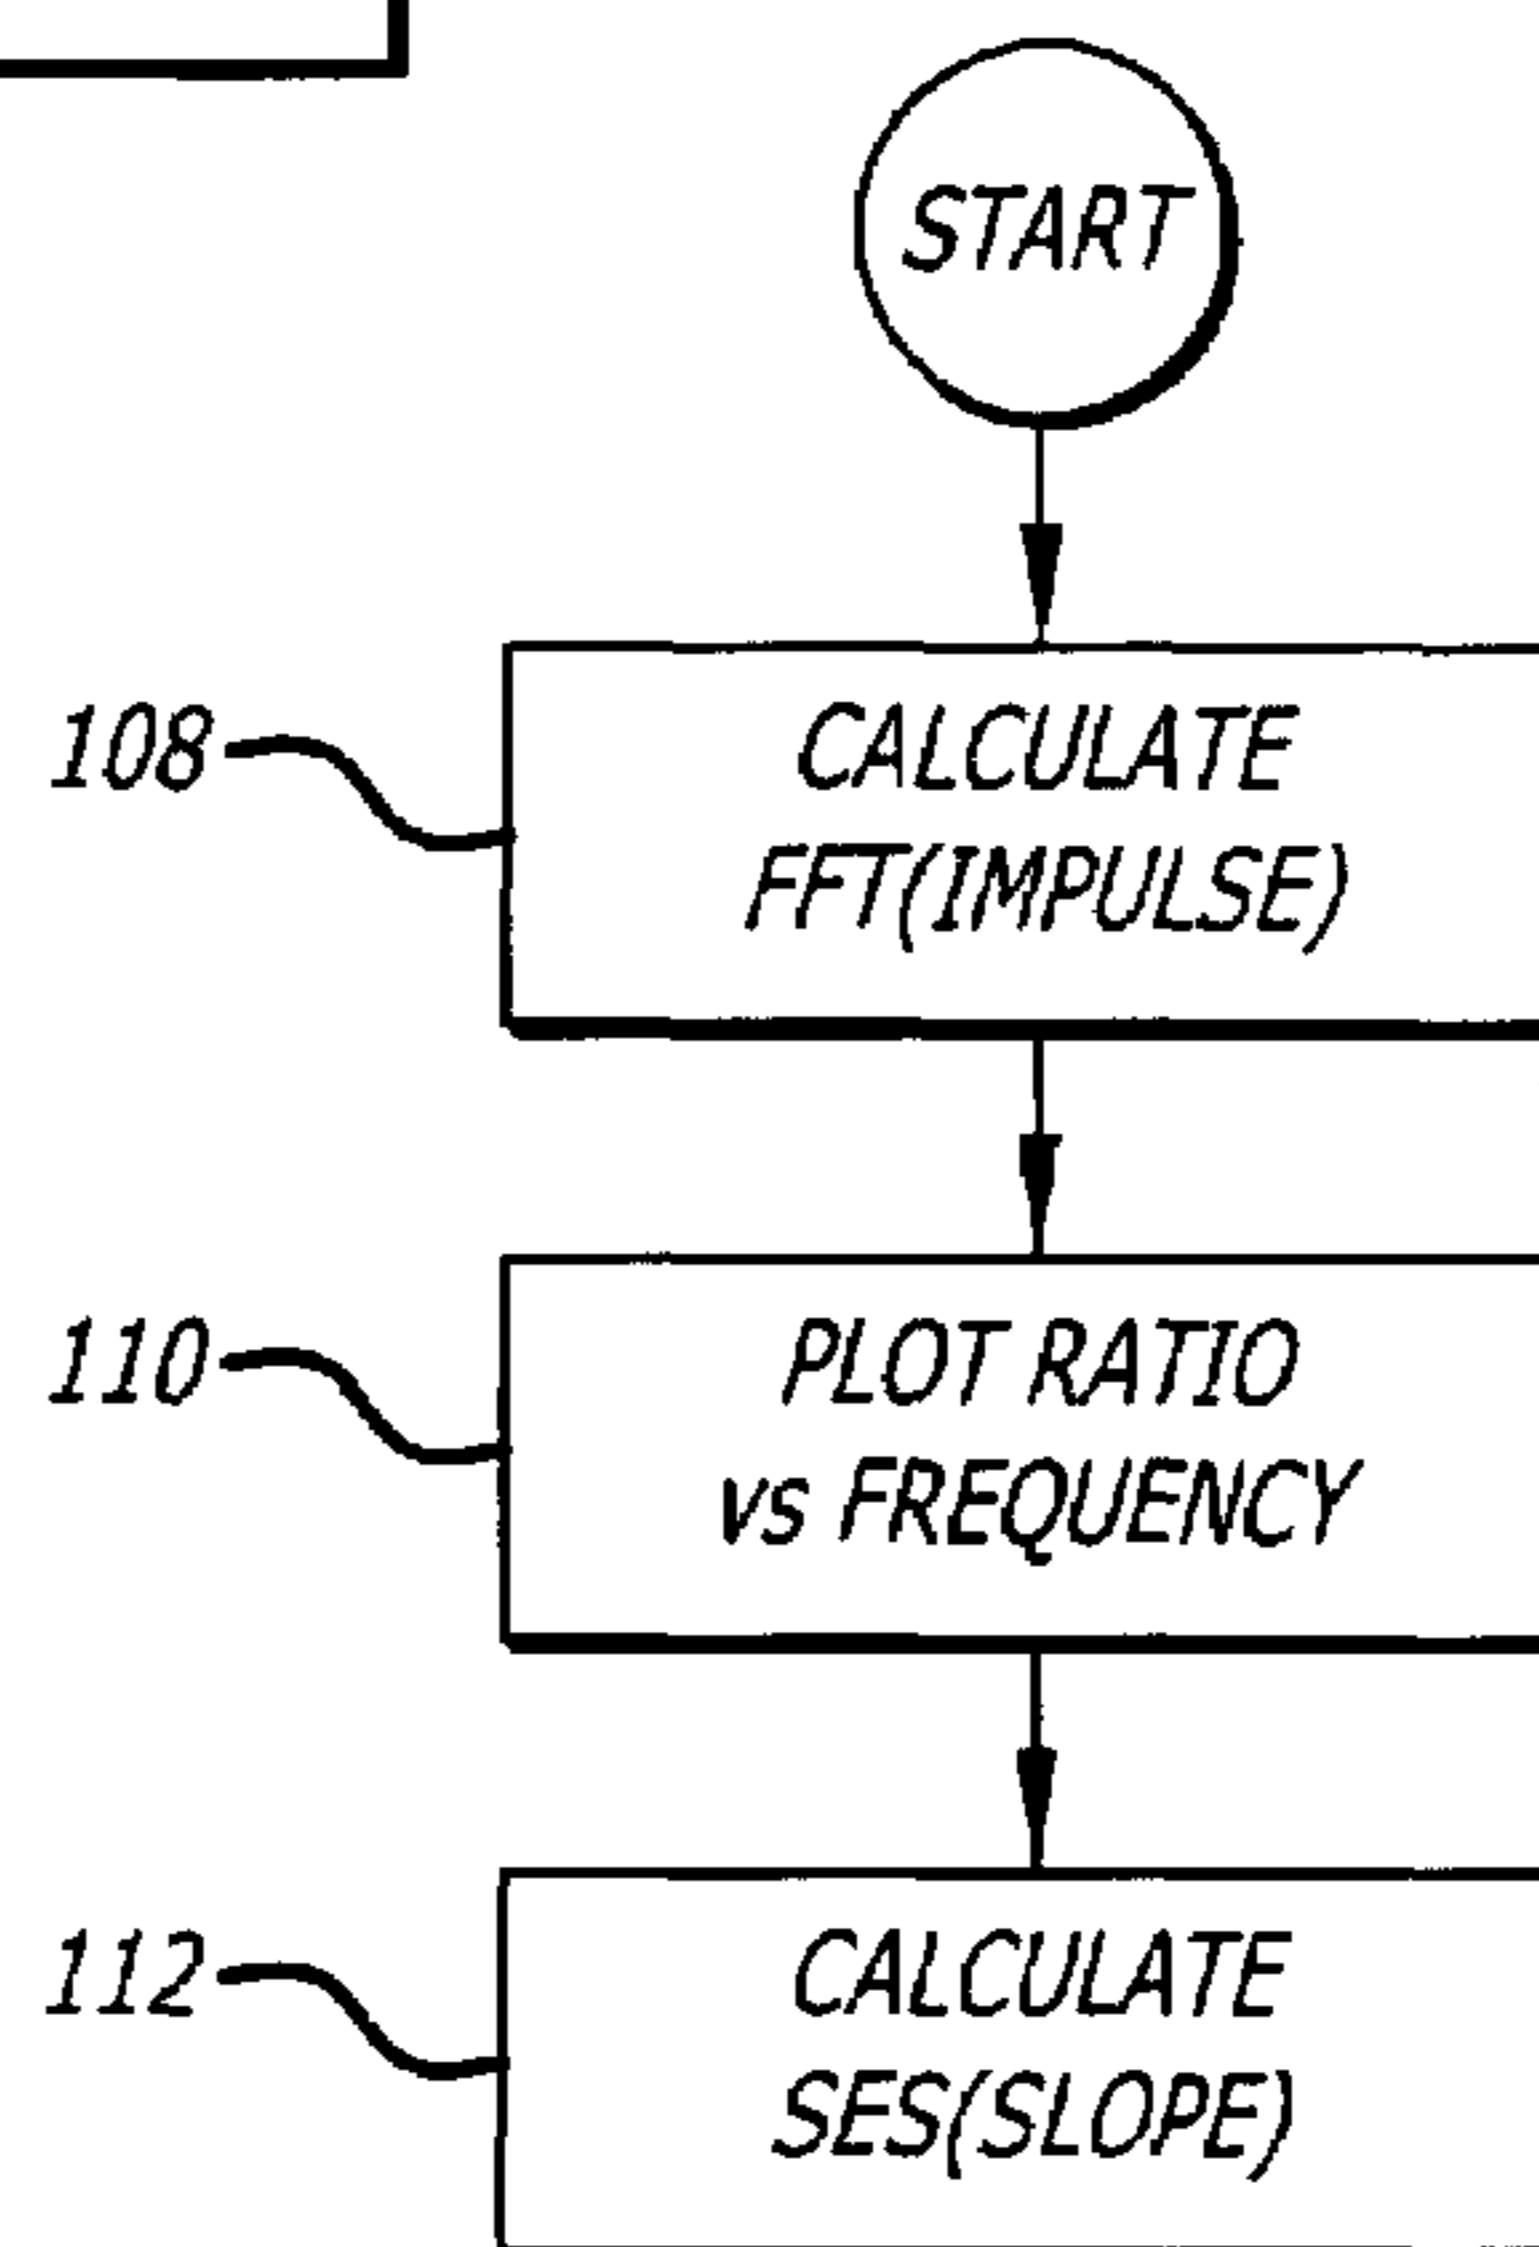 START
108
CALCULATE
FFT(IMPULSE)
110
PLOT RATIO
vs FREQUENCY
112
CALCULATE
SES(SLOPE)